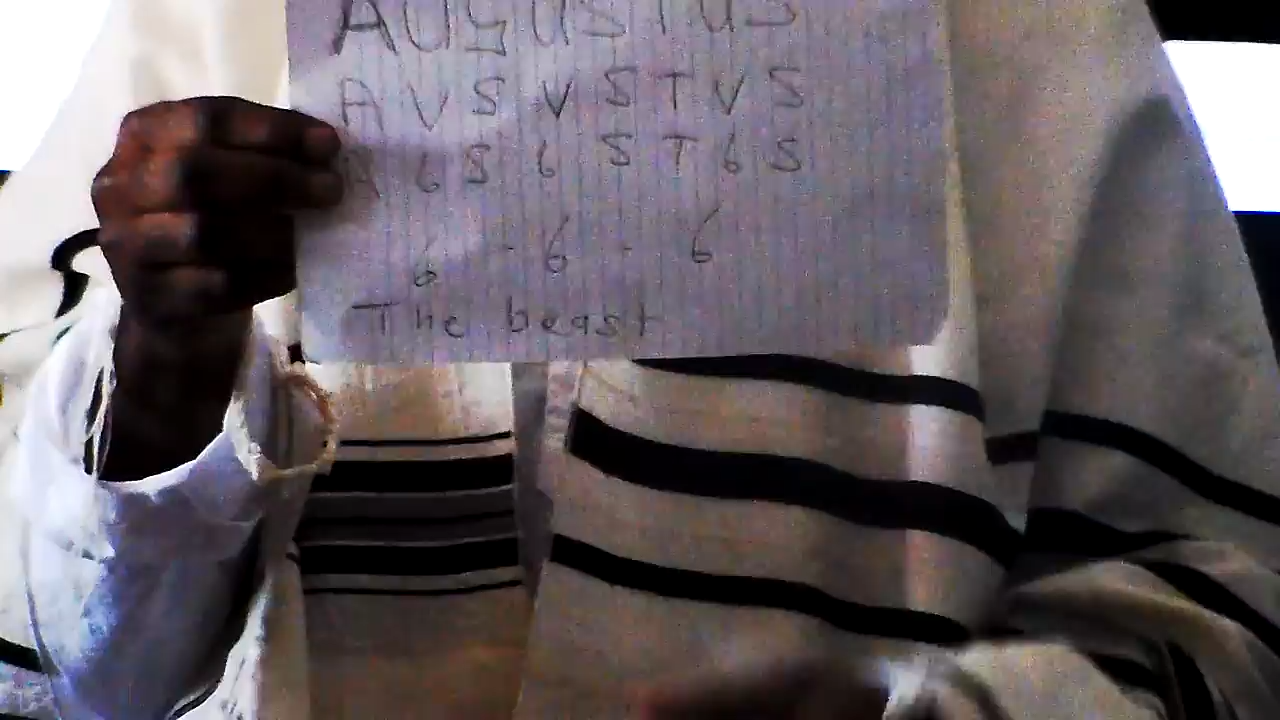 AUGUSTUS
AVSVSTVS
A6S6ST6S
6 - 6 - 6
The beast